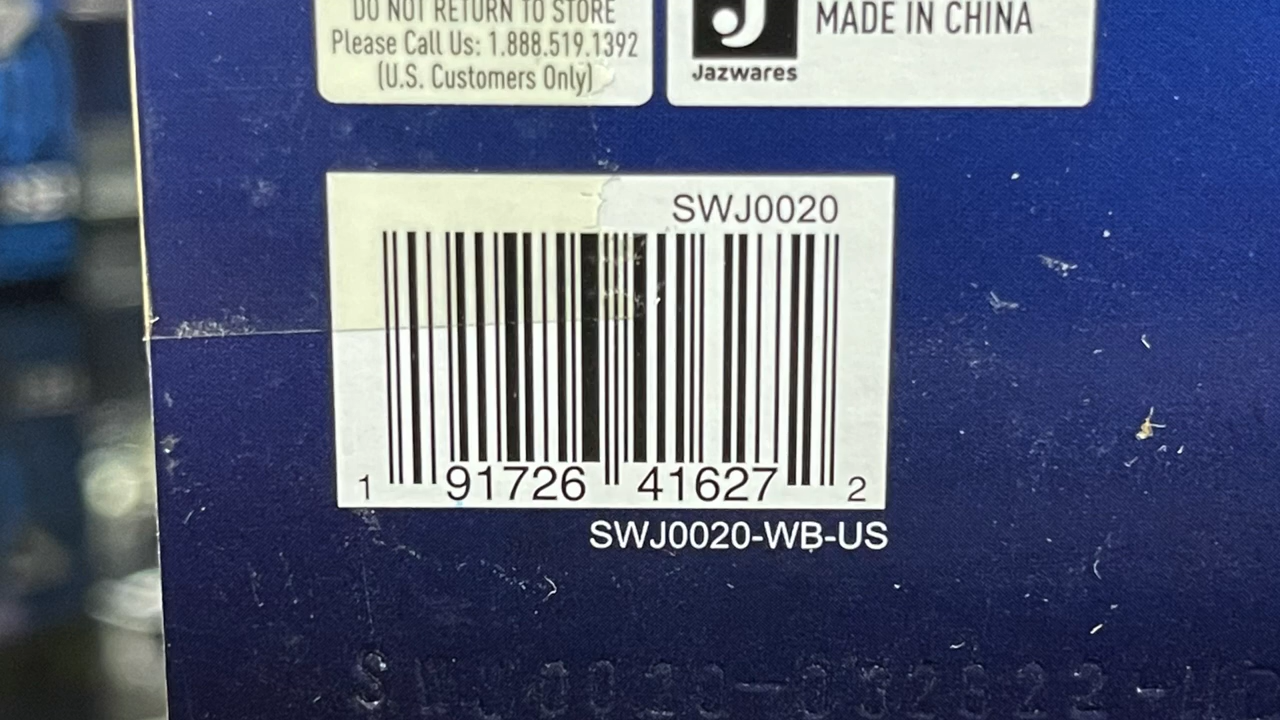 DO NOT RETURN TO STORE
Please Call Us: 1.888.519.1392
(U.S. Customers Only)
J
MADE IN CHINA
Jazwares
SWJ0020
1 91726 41627 2
SWJ0020-WB-US